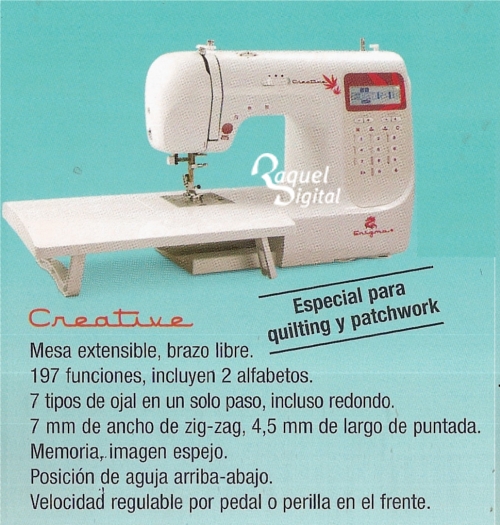 Creative
Raquel
Digital
Enigma
Especial para
quilting y patchwork
Creative
Mesa extensible, brazo libre.
197 funciones, incluyen 2 alfabetos.
7 tipos de ojal en un solo paso, incluso redondo.
7 mm de ancho de zig-zag, 4,5 mm de largo de puntada.
Memoria, imagen espejo.
Posición de aguja arriba-abajo.
Velocidad regulable por pedal o perilla en el frente.